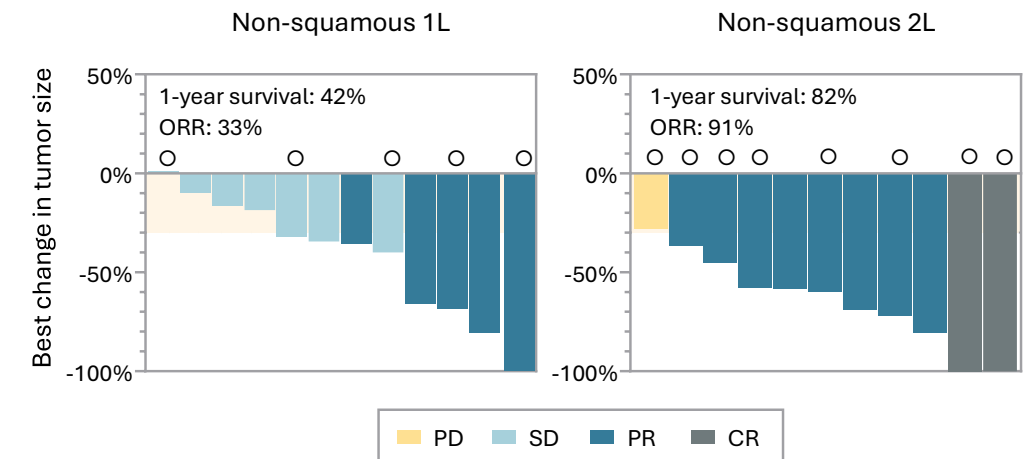 Non-squamous 1L
Best change in tumor size
50%
0%
-50%
-100%
1-year survival: 42%
ORR: 33%
Non-squamous 2L
50%
0%
-50%
-100%
1-year survival: 82%
ORR: 91%
PD SD PR CR